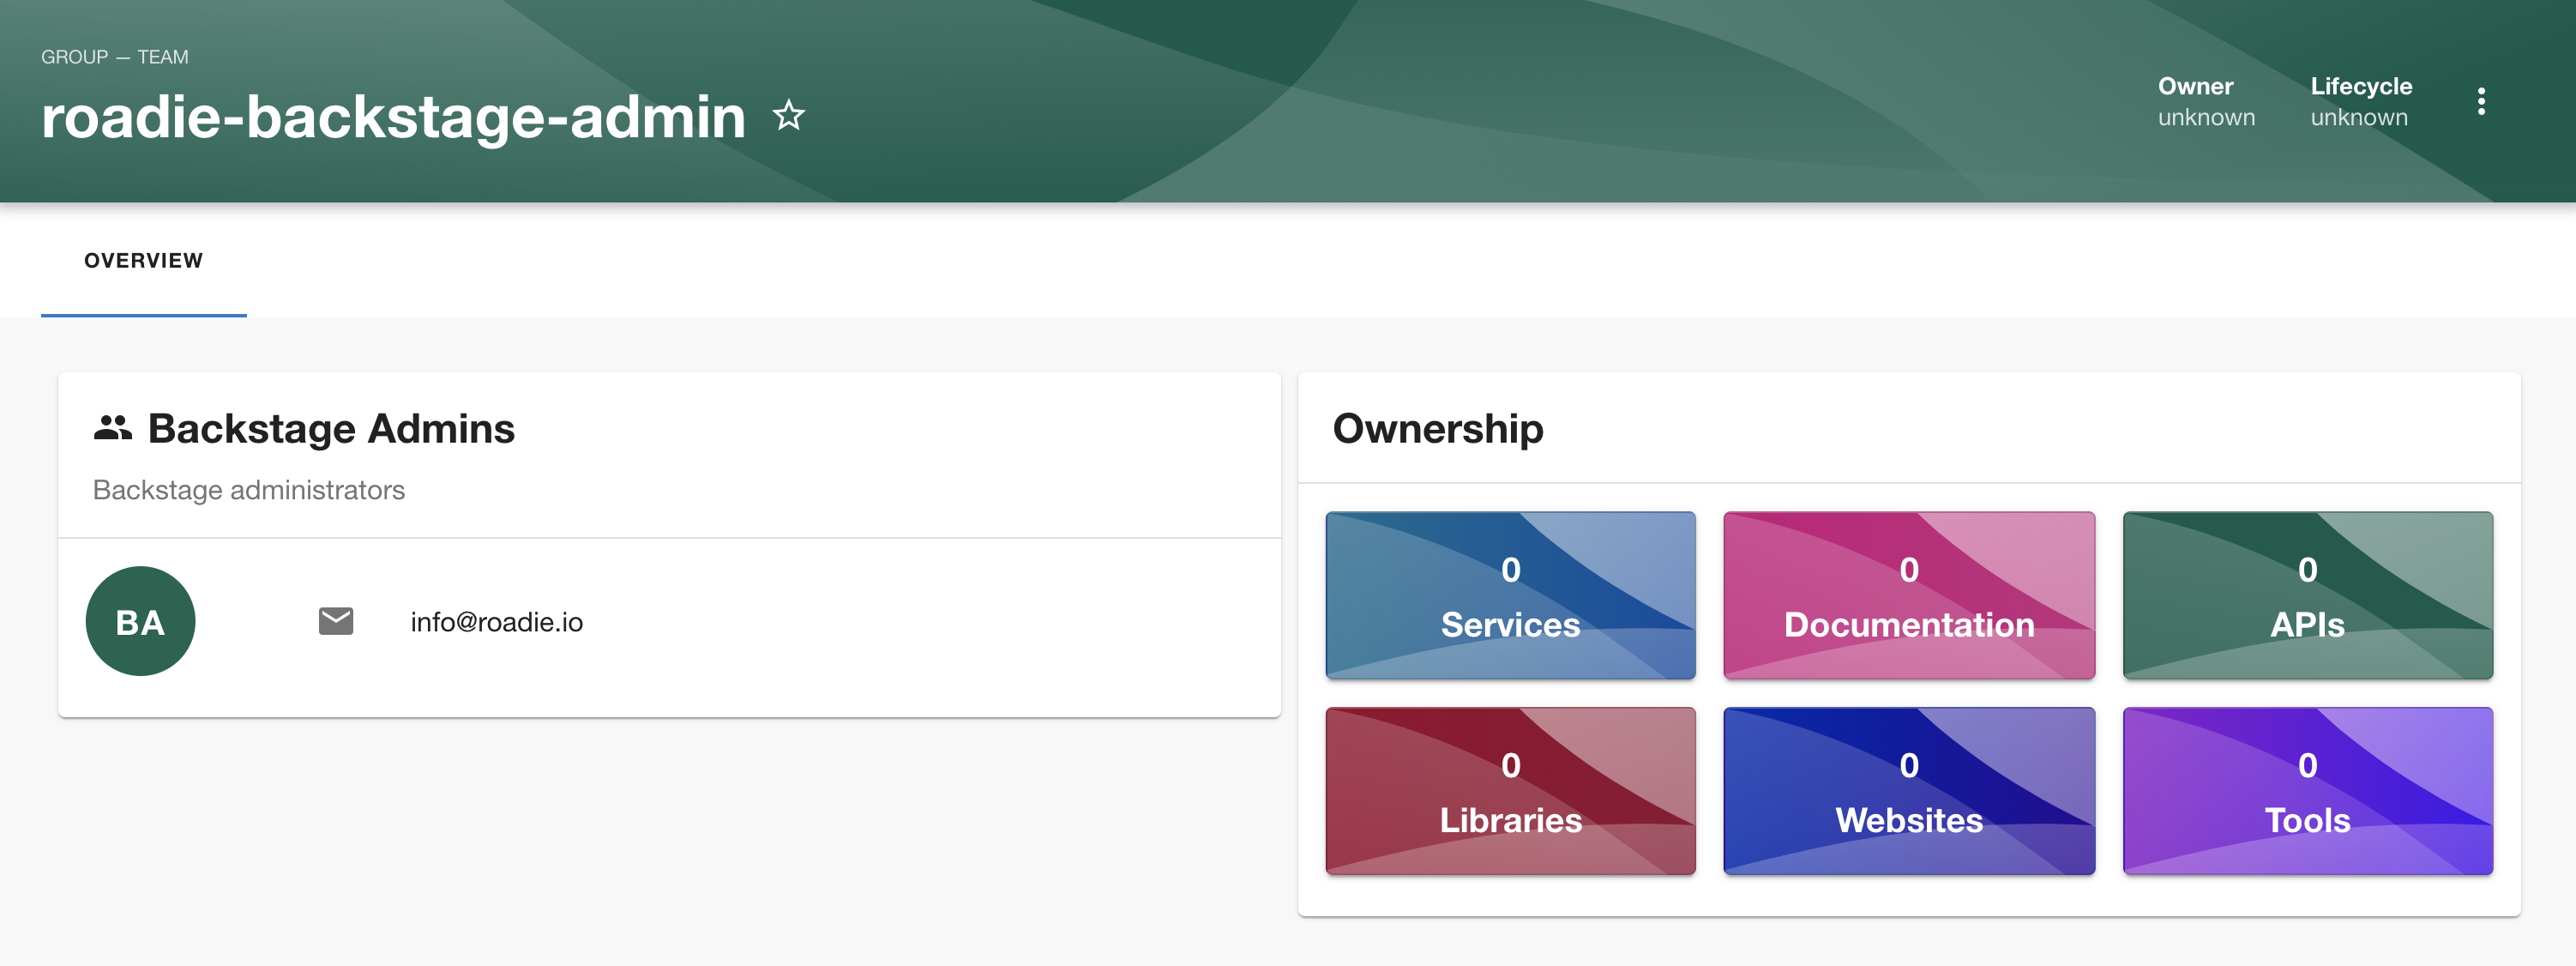 GROUP — TEAM
roadie-backstage-admin
Owner
unknown
Lifecycle
unknown
OVERVIEW
Backstage Admins
Backstage administrators
BA
info@roadie.io
Ownership
0
Services
0
Documentation
0
APIs
0
Libraries
0
Websites
0
Tools